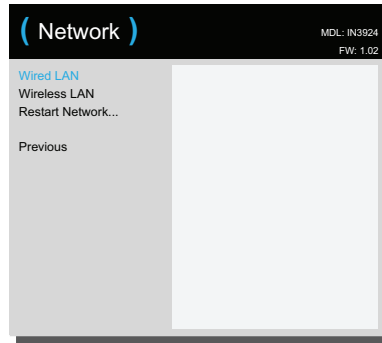 ( Network )
MDL: IN3924
FW: 1.02
Wired LAN
Wireless LAN
Restart Network...
Previous